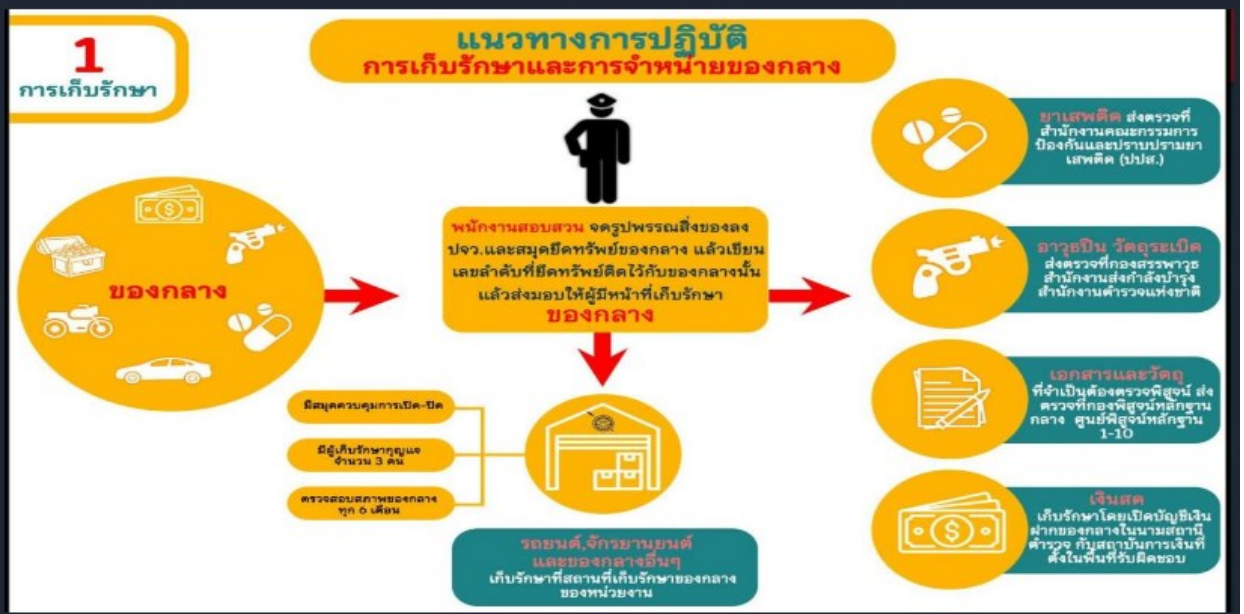 1
การเก็บรักษา
แนวทางการปฏิบัติ
การเก็บรักษาและการจำหน่ายของกลาง
ของกลาง
พนักงานสอบสวน จดรูปพรรณสิ่งของลง
ปจว.และสมุดยึดทรัพย์ของกลาง แล้วเขียน
เลขลำดับที่ยึดทรัพย์ติดไว้กับของกลางนั้น
แล้วส่งมอบให้ผู้มีหน้าที่เก็บรักษา
ของกลาง
มีสมุดควบคุมการเปิด-ปิด
มีผู้เก็บรักษากุญแจ
จำนวน 3 คน
ตรวจสอบสภาพของกลาง
ทุก 6 เดือน
รถยนต์,จักรยานยนต์
และของกลางอื่นๆ
เก็บรักษาที่สถานที่เก็บรักษาของกลาง
ของหน่วยงาน
ยาเสพติด ส่งตรวจที่
สำนักงานคณะกรรมการ
ป้องกันและปราบปรามยา
เสพติด (ปปส.)
อาวุธปืน วัตถุระเบิด
ส่งตรวจที่กองสรรพาวุธ
สำนักงานส่งกำลังบำรุง
สำนักงานตำรวจแห่งชาติ
เอกสารและวัตถุ
ที่จำเป็นต้องตรวจพิสูจน์ ส่ง
ตรวจที่กองพิสูจน์หลักฐาน
กลาง ศูนย์พิสูจน์หลักฐาน
1-10
เงินสด
เก็บรักษาโดยเปิดบัญชีเงิน
ฝากของกลางในนามสถานี
ตำรวจ กับสถาบันการเงินที่
ตั้งในพื้นที่รับผิดชอบ